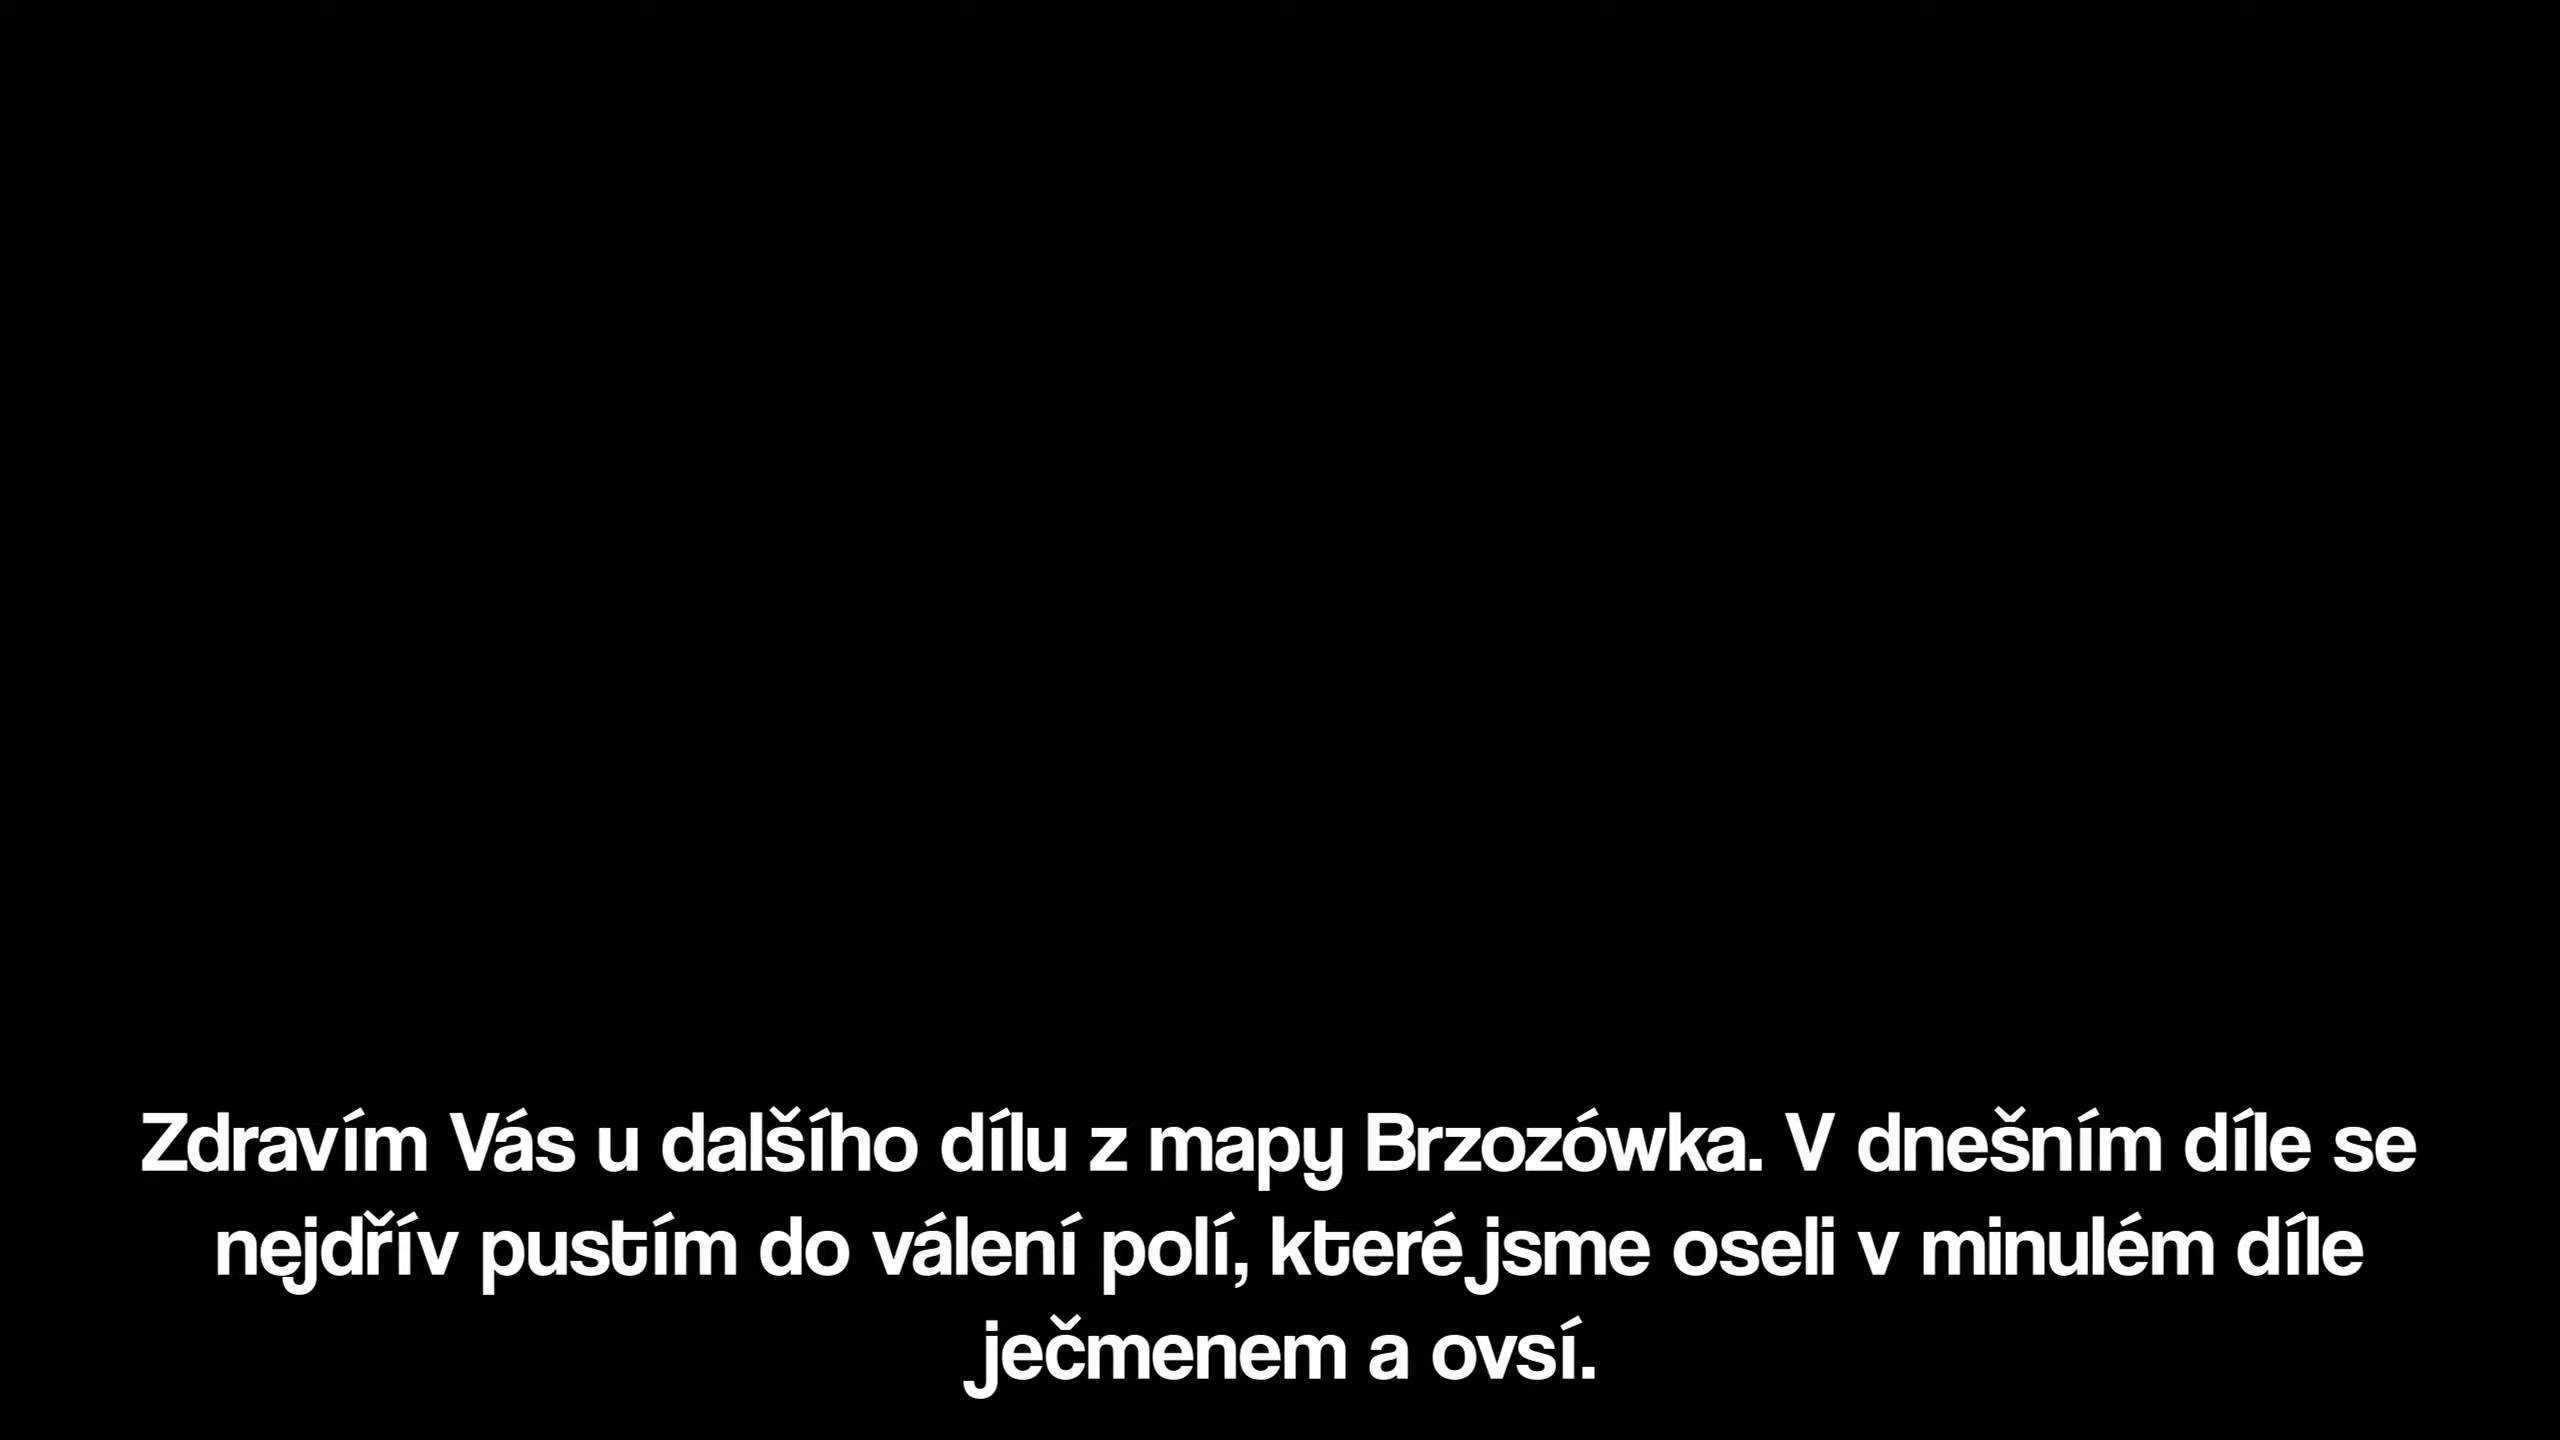 Zdravím Vás u dalšího dílu z mapy Brzozówka. V dnešním díle se
nejdřív pustím do válení polí, které jsme oseli v minulém díle
ječmenem a ovsí.